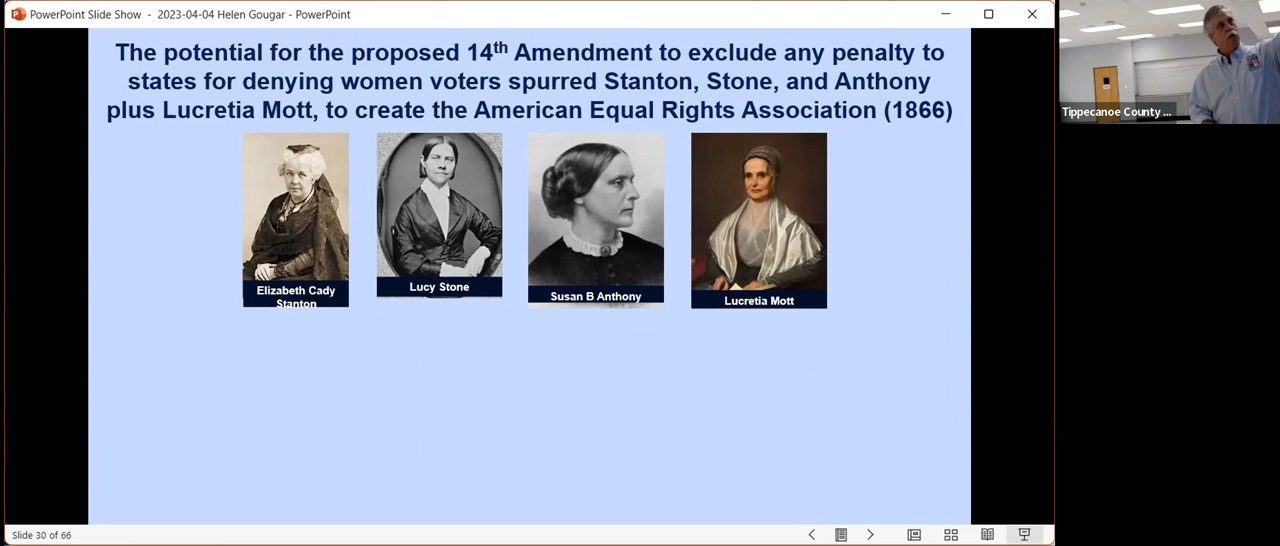 PowerPoint Slide Show - 2023-04-04 Helen Gougar - PowerPoint
The potential for the proposed 14th Amendment to exclude any penalty to
states for denying women voters spurred Stanton, Stone, and Anthony
plus Lucretia Mott, to create the American Equal Rights Association (1866)
Elizabeth Cady
Stanton
Lucy Stone
Susan B Anthony
Lucretia Mott
Tippecanoe County ...
Slide 30 of 66